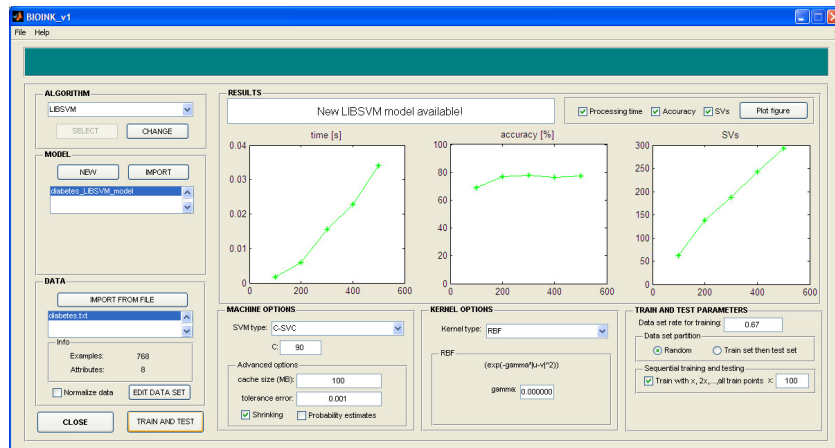 BIOINK_v1
File Help
ALGORITHM
LIBSVM
SELECT CHANGE
MODEL
NEW IMPORT
diabetes_LIBSVM_model
DATA
IMPORT FROM FILE
diabetes.txt
Info
Examples: 768
Attributes: 8
Normalize data EDIT DATA SET
CLOSE TRAIN AND TEST
RESULTS
New LIBSVM model available!
Processing time Accuracy SVs Plot figure
time [s]
0.04
0.03
0.02
0.01
0
0 200 400 600
accuracy [%]
100
80
60
40
20
0
0 200 400 600
SVs
300
250
200
150
100
50
0
0 200 400 600
MACHINE OPTIONS
SVM type: C-SVC
C: 90
Advanced options
cache size (MB): 100
tolerance error: 0.001
Shrinking Probability estimates
KERNEL OPTIONS
Kernel type: RBF
RBF
(exp(-gamma*|u-v|^2))
gamma: 0.000000
TRAIN AND TEST PARAMETERS
Data set rate for training: 0.67
Data set partition
Random Train set then test set
Sequential training and testing
Train with x, 2x,...,all train points x: 100